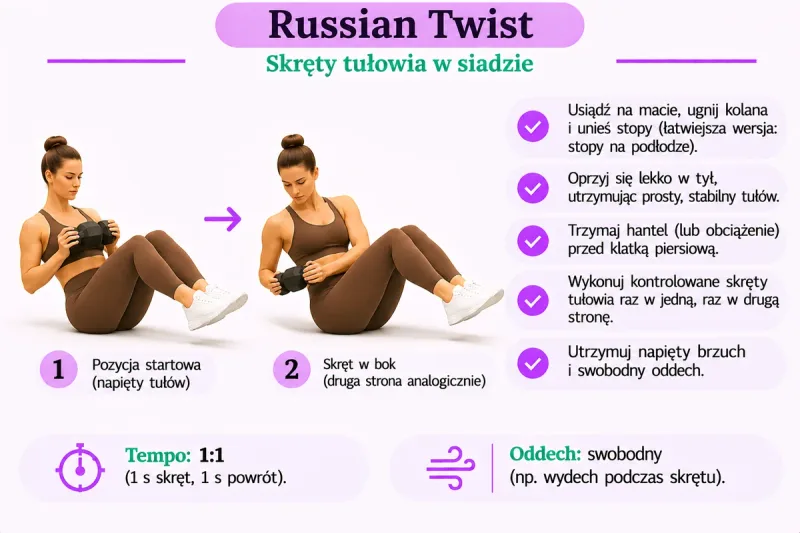 Russian Twist
Skręty tułowia w siadzie
Usiądź na macie, ugnij kolana
i unieś stopy (łatwiejsza wersja:
stopy na podłodze).
Oprzyj się lekko w tył,
utrzymując prosty, stabilny tułów.
Trzymaj hantel (lub obciążenie)
przed klatką piersiową.
Wykonuj kontrolowane skręty
tułowia raz w jedną, raz w drugą
stronę.
Utrzymuj napięty brzuch
i swobodny oddech.
1
Pozycja startowa
(napięty tułów)
2
Skręt w bok
(druga strona analogicznie)
Tempo: 1:1
(1 s skręt, 1 s powrót).
Oddech: swobodny
(np. wydech podczas skrętu).